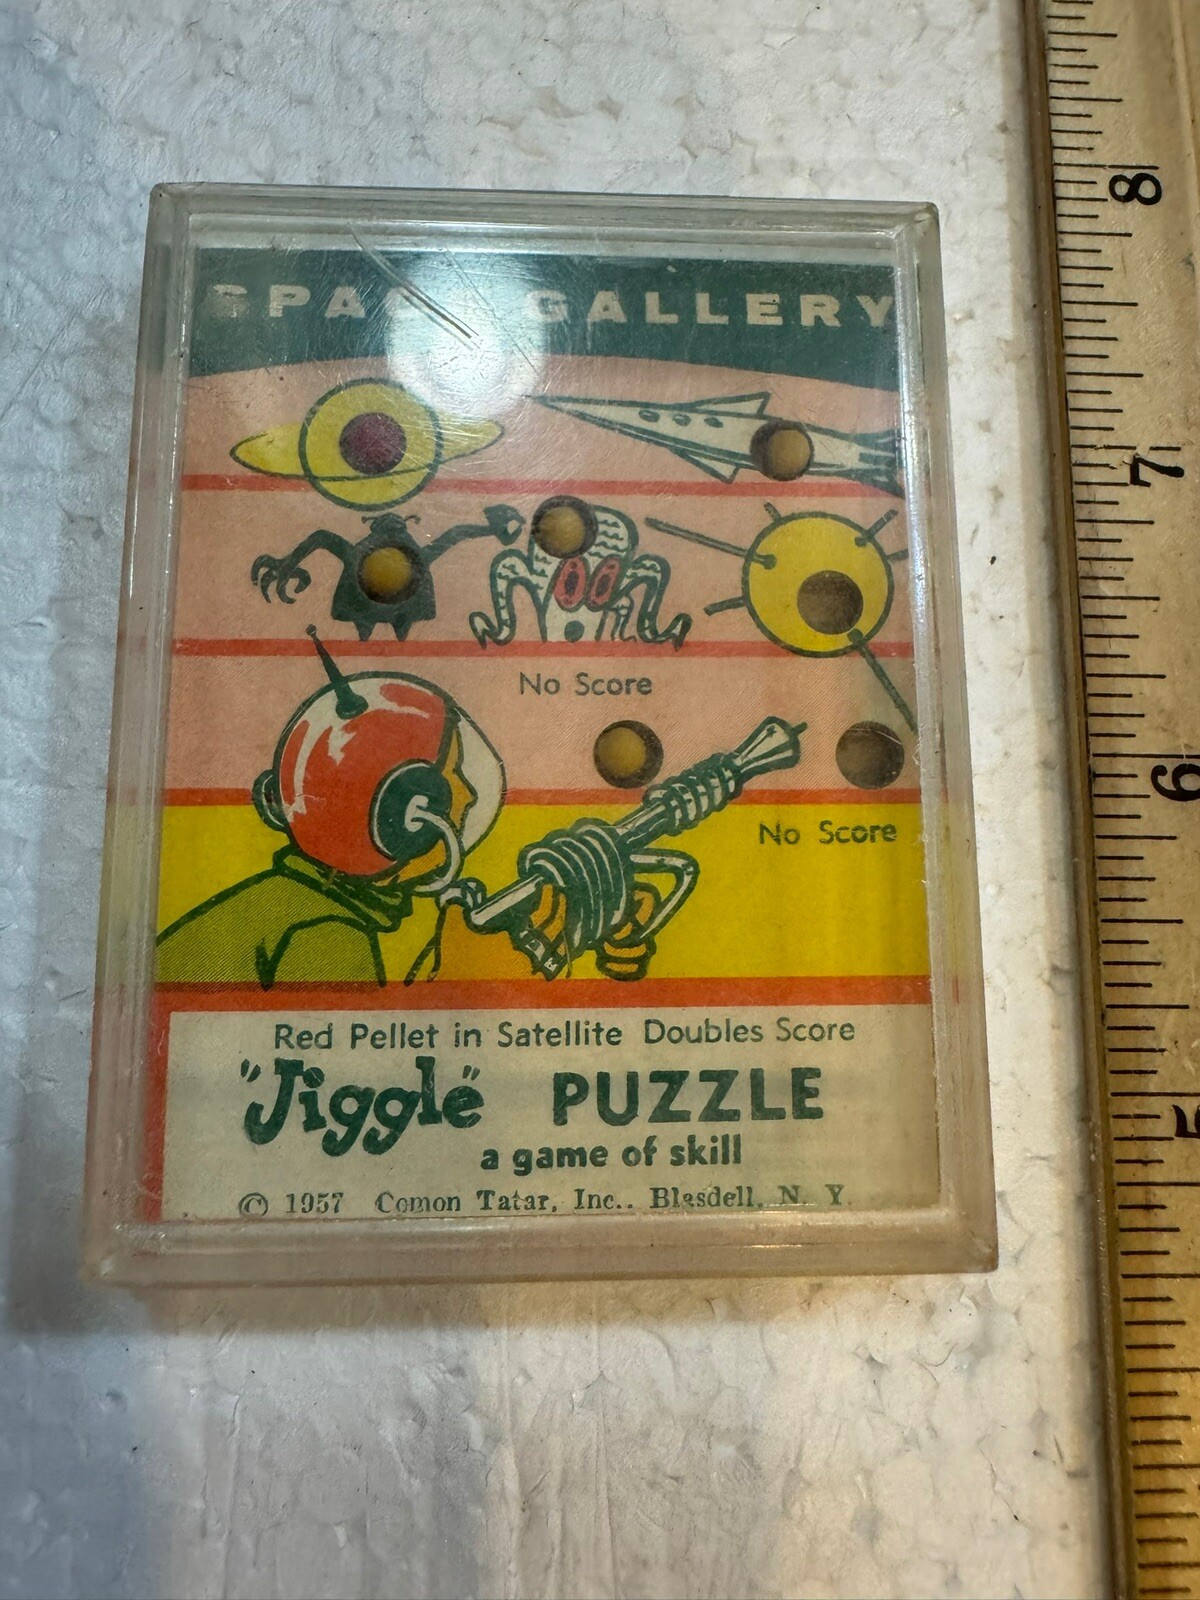 SPACE GALLERY
No Score
No Score
Red Pellet in Satellite Doubles Score
"Jiggle" PUZZLE
a game of skill
© 1957 Comon Tatar, Inc., Blasdell, N. Y.
8
7
6
5